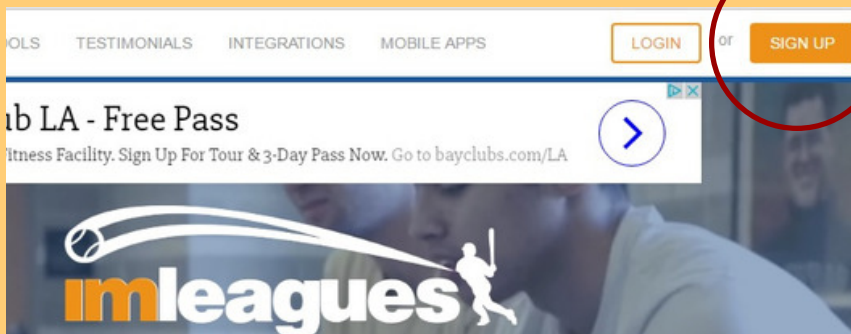 OOLS TESTIMONIALS INTEGRATIONS MOBILE APPS LOGIN or SIGN UP
ub LA - Free Pass
Fitness Facility. Sign Up For Tour & 3-Day Pass Now. Go to bayclubs.com/LA
imleagues